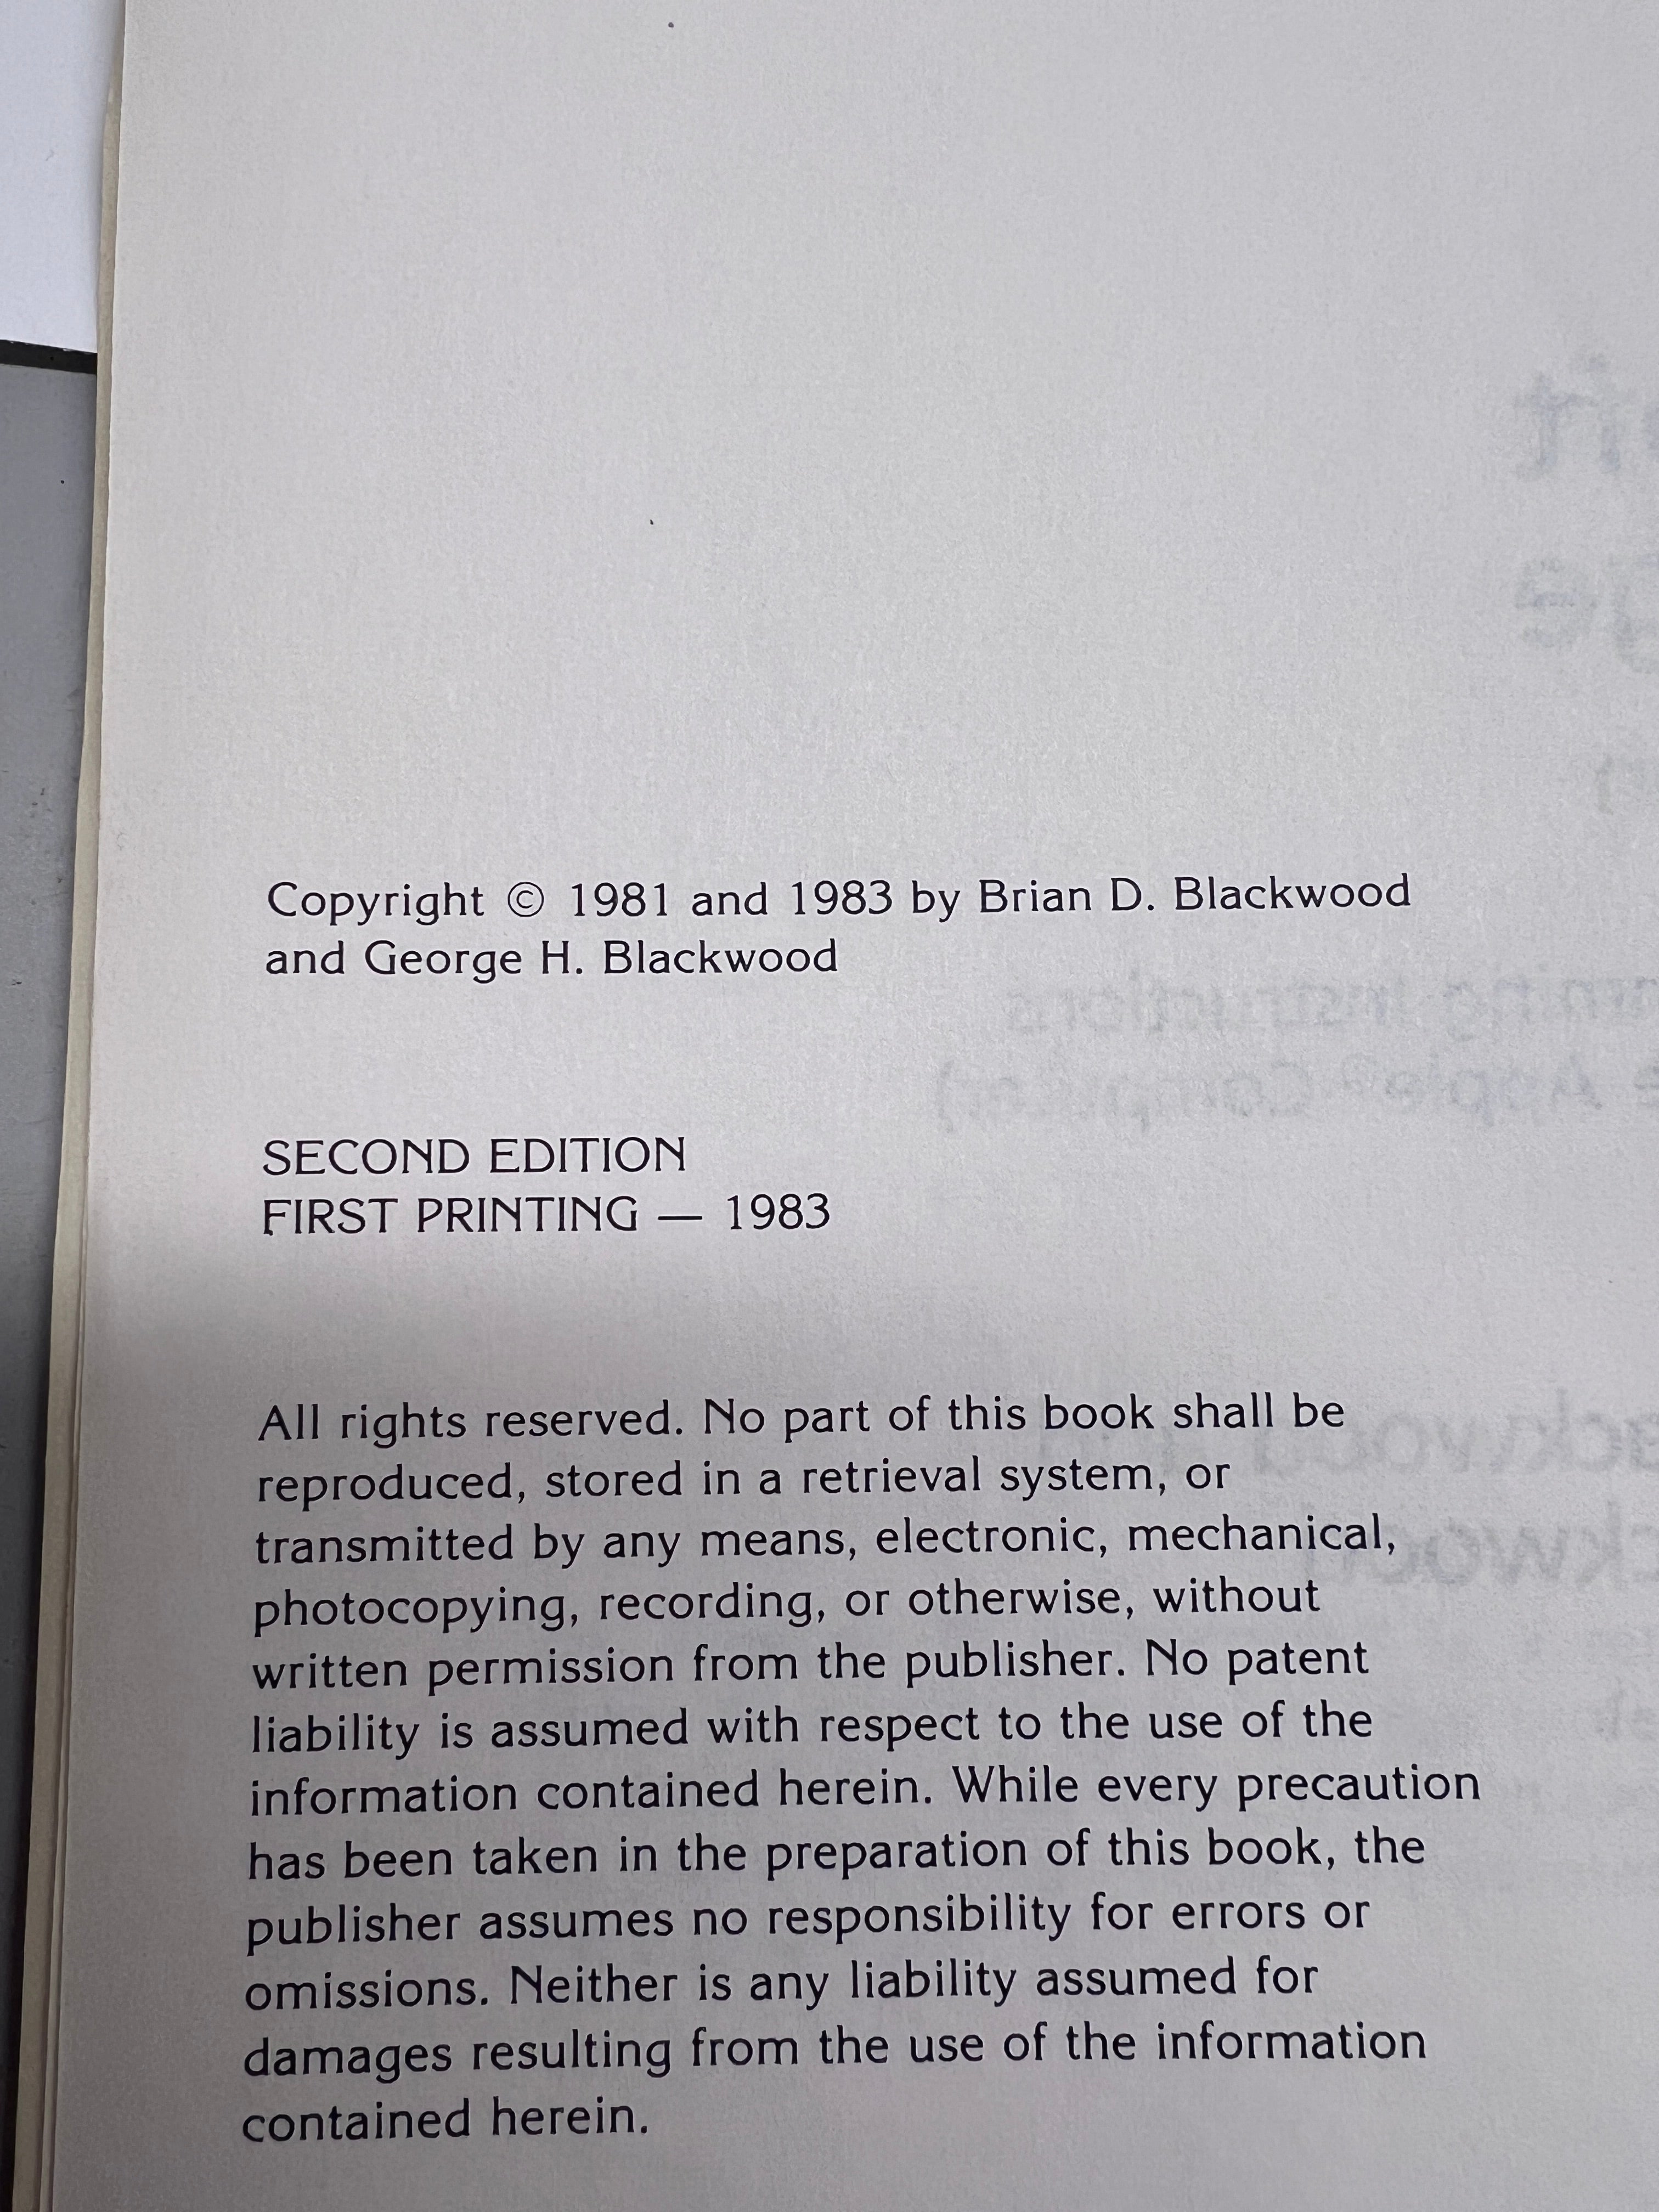 Copyright © 1981 and 1983 by Brian D. Blackwood
and George H. Blackwood
SECOND EDITION
FIRST PRINTING — 1983
All rights reserved. No part of this book shall be
reproduced, stored in a retrieval system, or
transmitted by any means, electronic, mechanical,
photocopying, recording, or otherwise, without
written permission from the publisher. No patent
liability is assumed with respect to the use of the
information contained herein. While every precaution
has been taken in the preparation of this book, the
publisher assumes no responsibility for errors or
omissions. Neither is any liability assumed for
damages resulting from the use of the information
contained herein.